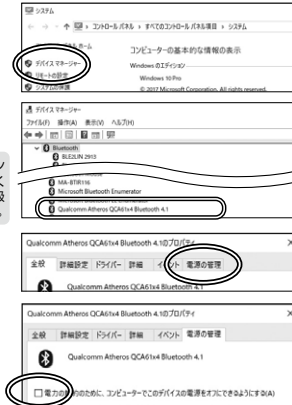 システム
コントロール パネル › すべてのコントロール パネル項目 › システム
ル ホーム
コンピューターの基本的な情報の表示
デバイス マネージャー
Windows のエディション
リモートの設定
Windows 10 Pro
システムの保護
© 2017 Microsoft Corporation. All rights reserved.
デバイス マネージャー
ファイル(F) 操作(A) 表示(V) ヘルプ(H)
Bluetooth
BLE2LIN 2913
MA-BTIR116
Microsoft Bluetooth Enumerator
Qualcomm Atheros QCA61x4 Bluetooth 4.1
Qualcomm Atheros QCA61x4 Bluetooth 4.1のプロパティ
全般 詳細設定 ドライバー 詳細 イベント 電源の管理
Qualcomm Atheros QCA61x4 Bluetooth 4.1
Qualcomm Atheros QCA61x4 Bluetooth 4.1のプロパティ
全般 詳細設定 ドライバー 詳細 イベント 電源の管理
Qualcomm Atheros QCA61x4 Bluetooth 4.1
電力の節約のために、コンピューターでこのデバイスの電源をオフにできるようにする(A)